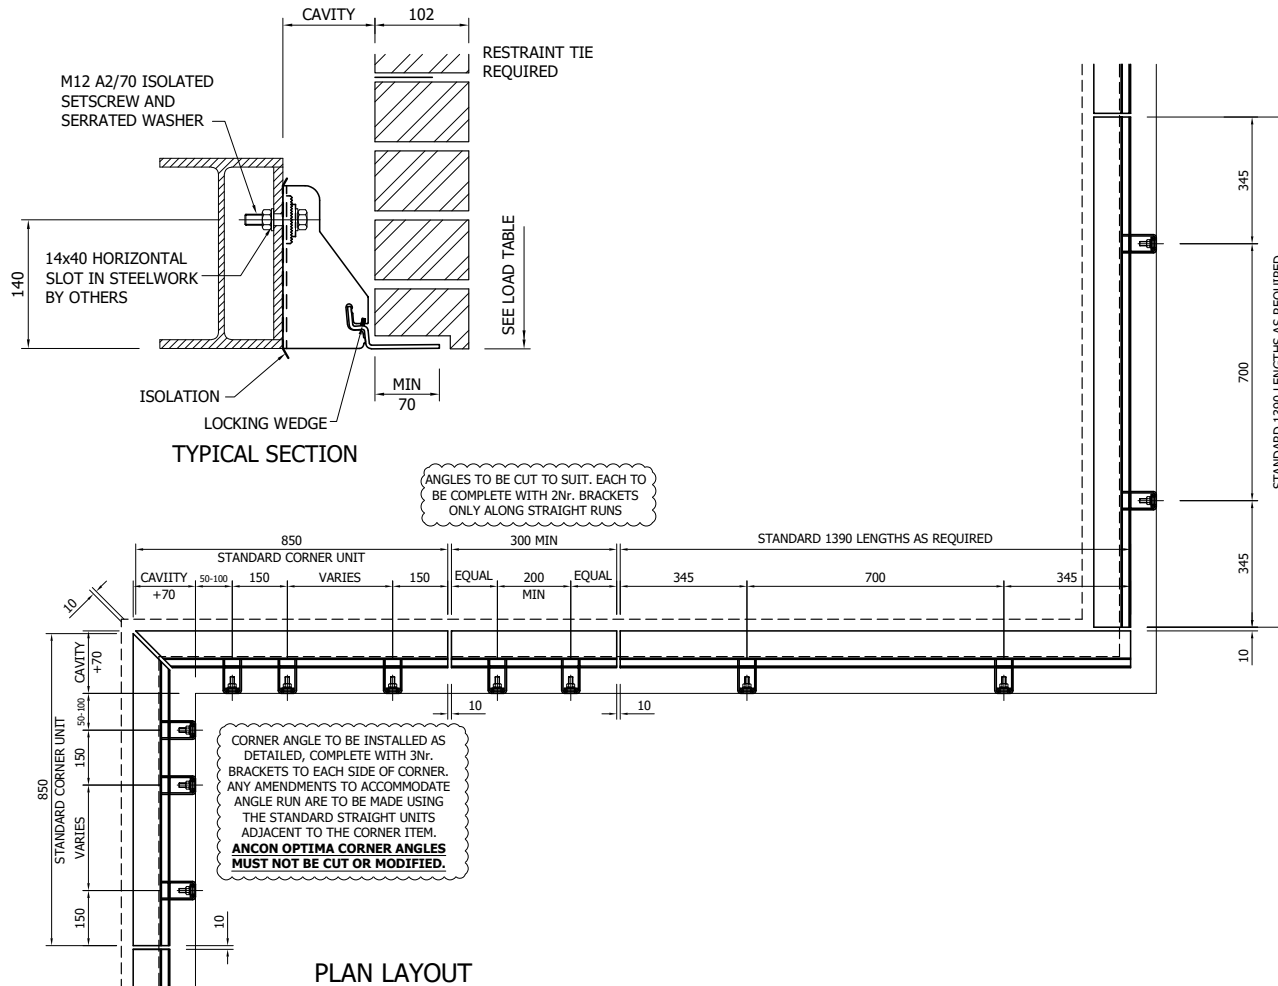 CAVITY
102
RESTRAINT TIE
REQUIRED
M12 A2/70 ISOLATED
SETSCREW AND
SERRATED WASHER
14x40 HORIZONTAL
SLOT IN STEELWORK
BY OTHERS
140
SEE LOAD TABLE
ISOLATION
MIN
70
LOCKING WEDGE
TYPICAL SECTION
345
700
345
10
STANDARD 1390 LENGTHS AS REQUIRED
ANGLES TO BE CUT TO SUIT. EACH TO
BE COMPLETE WITH 2Nr. BRACKETS
ONLY ALONG STRAIGHT RUNS
850
STANDARD CORNER UNIT
300 MIN
STANDARD 1390 LENGTHS AS REQUIRED
CAVIITY
+70
50-100
150
VARIES
150
EQUAL
200
MIN
EQUAL
345
700
345
10
10
10
CAVITY
+70
50-100
150
VARIES
150
850
STANDARD CORNER UNIT
10
CORNER ANGLE TO BE INSTALLED AS
DETAILED, COMPLETE WITH 3Nr.
BRACKETS TO EACH SIDE OF CORNER.
ANY AMENDMENTS TO ACCOMMODATE
ANGLE RUN ARE TO BE MADE USING
THE STANDARD STRAIGHT UNITS
ADJACENT TO THE CORNER ITEM.
ANCON OPTIMA CORNER ANGLES
MUST NOT BE CUT OR MODIFIED.
PLAN LAYOUT